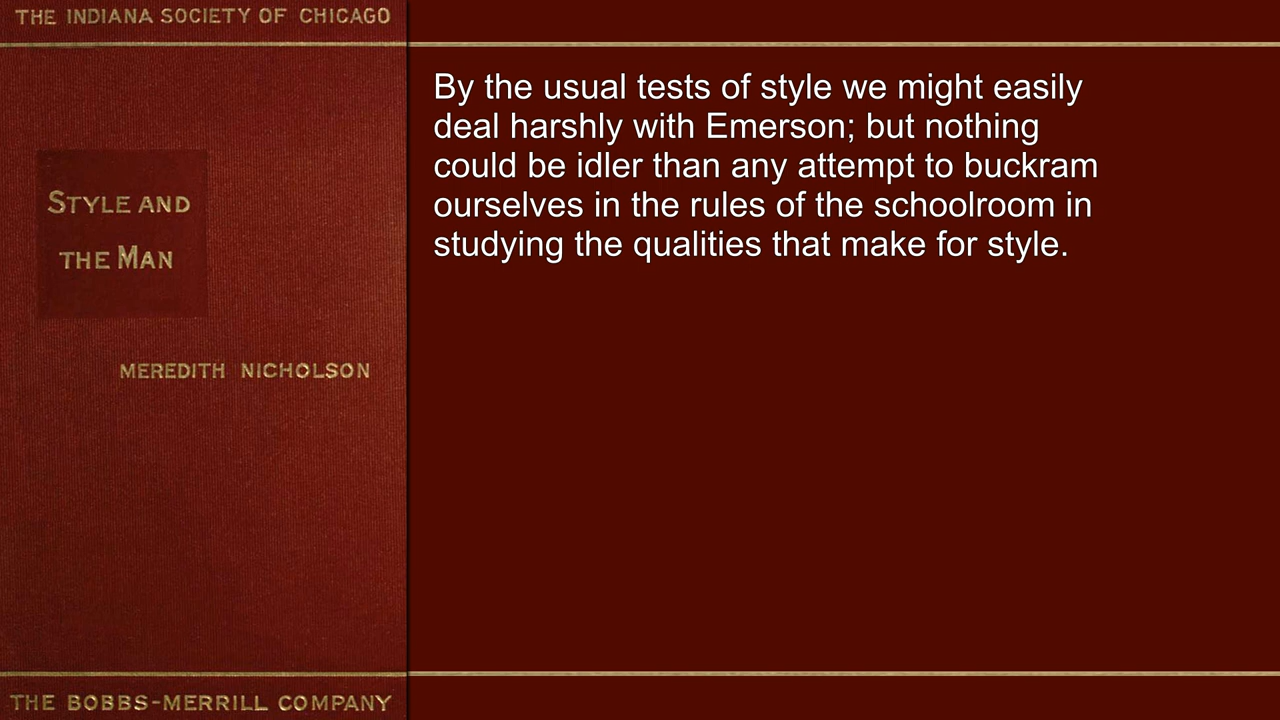 THE INDIANA SOCIETY OF CHICAGO
STYLE AND
THE MAN
MEREDITH NICHOLSON
THE BOBBS-MERRILL COMPANY
By the usual tests of style we might easily
deal harshly with Emerson; but nothing
could be idler than any attempt to buckram
ourselves in the rules of the schoolroom in
studying the qualities that make for style.